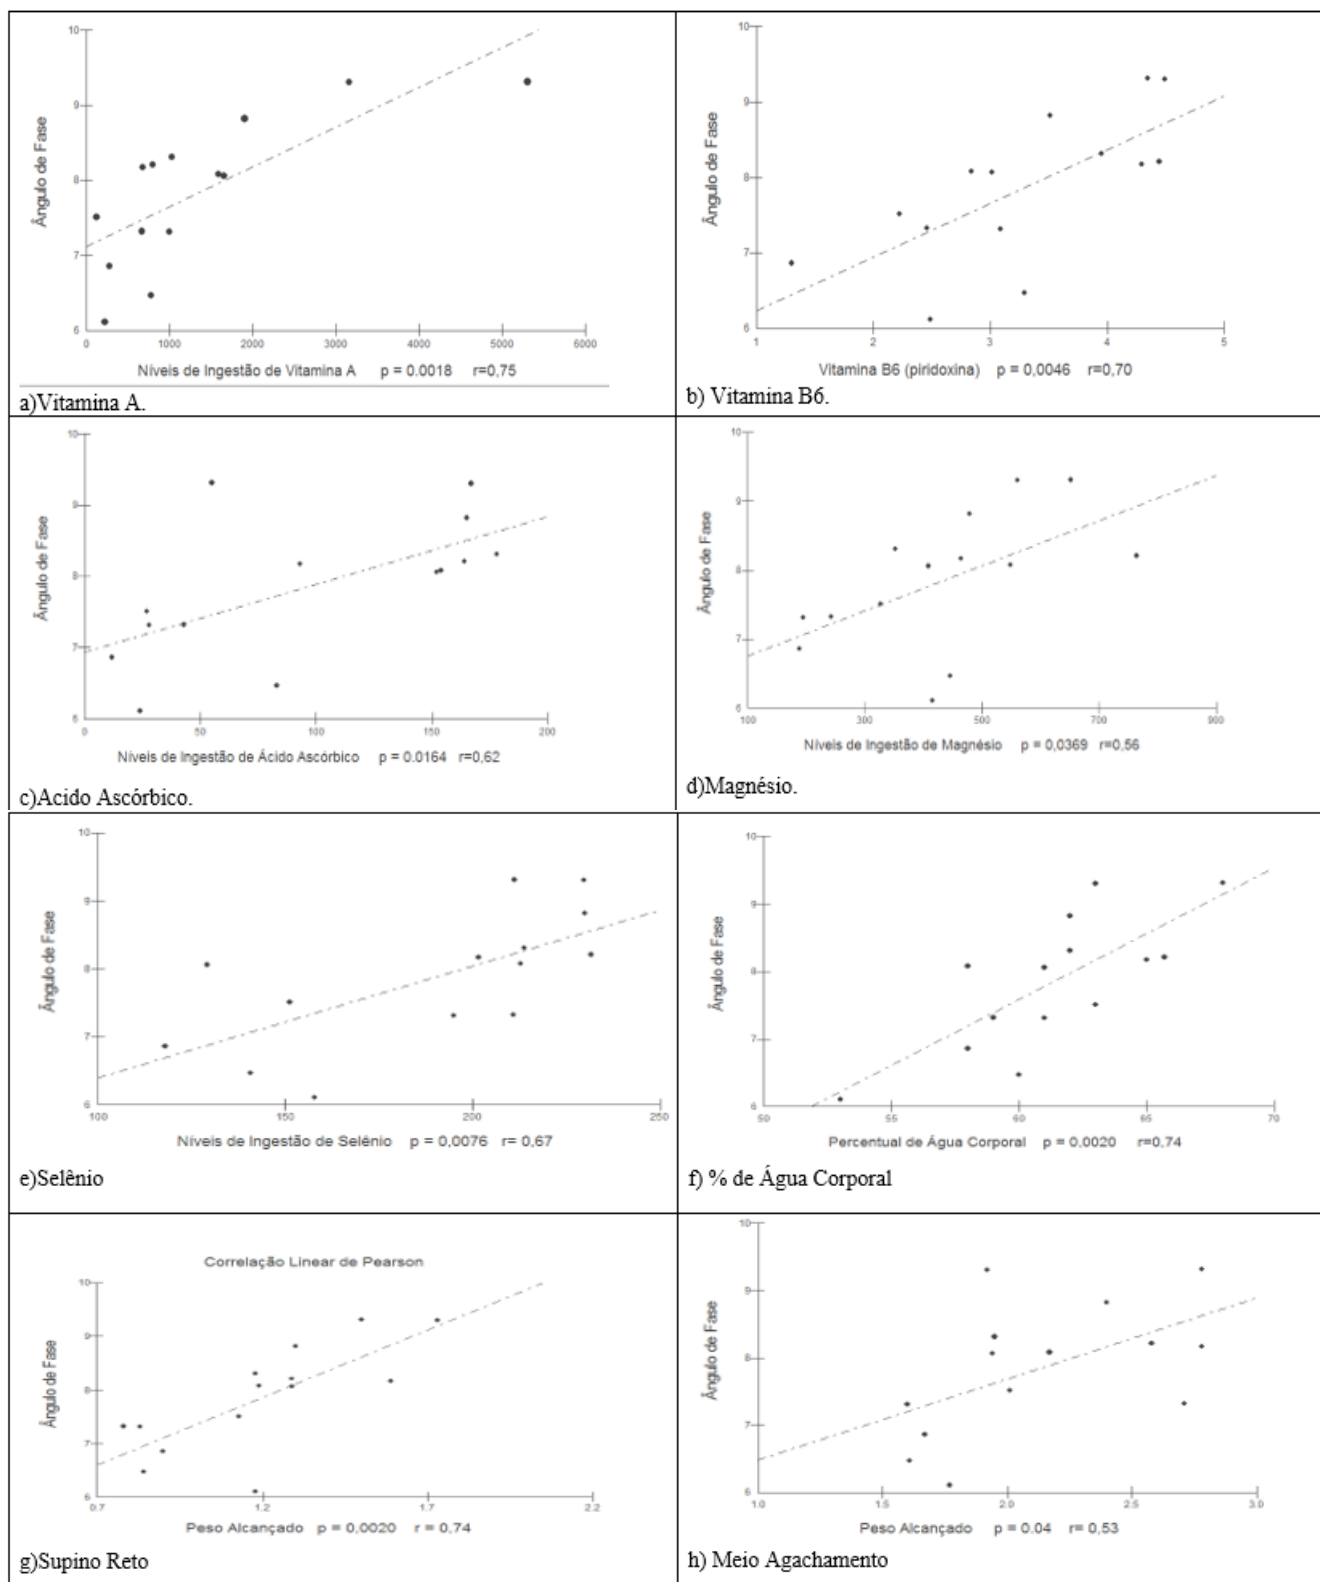 10
9
8
7
6
Ângulo de Fase
0 1000 2000 3000 4000 5000 6000
Níveis de Ingestão de Vitamina A p = 0.0018 r=0,75
a)Vitamina A.
10
9
8
7
6
Ângulo de Fase
1 2 3 4 5
Vitamina B6 (piridoxina) p = 0,0046 r=0,70
b) Vitamina B6.
10
9
8
7
6
Ângulo de Fase
0 50 100 150 200
Níveis de Ingestão de Ácido Ascórbico p = 0.0164 r=0,62
c)Acido Ascórbico.
10
9
8
7
6
Ângulo de Fase
100 300 500 700 900
Níveis de Ingestão de Magnésio p = 0,0369 r=0,56
d)Magnésio.
10
9
8
7
6
Ângulo de Fase
100 150 200 250
Níveis de Ingestão de Selênio p = 0,0076 r= 0,67
e)Selênio
10
9
8
7
6
Ângulo de Fase
50 55 60 65 70
Percentual de Água Corporal p = 0,0020 r=0,74
f) % de Água Corporal
Correlação Linear de Pearson
10
9
8
7
6
Ângulo de Fase
0.7 1.2 1.7 2.2
Peso Alcançado p = 0,0020 r = 0,74
g)Supino Reto
10
9
8
7
6
Ângulo de Fase
1.0 1.5 2.0 2.5 3.0
Peso Alcançado p = 0.04 r= 0,53
h) Meio Agachamento